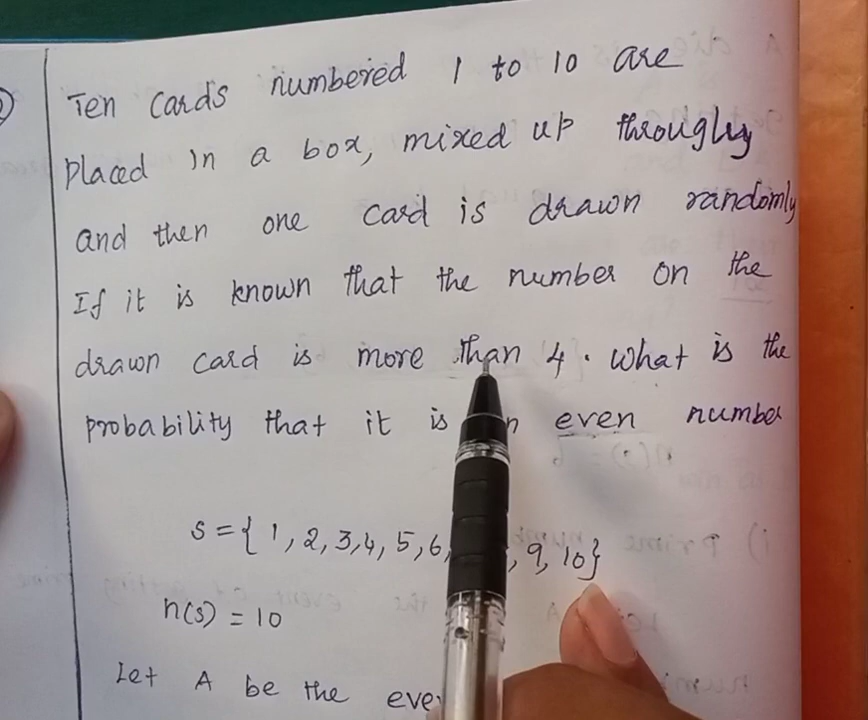 Ten cards numbered 1 to 10 are
placed in a box, mixed up througly
and then one card is drawn randomly
If it is known that the number on the
drawn card is more than 4. what is the
probability that it is even number
S = { 1, 2, 3, 4, 5, 6, , 9, 10}
n(s) = 10
Let A be the